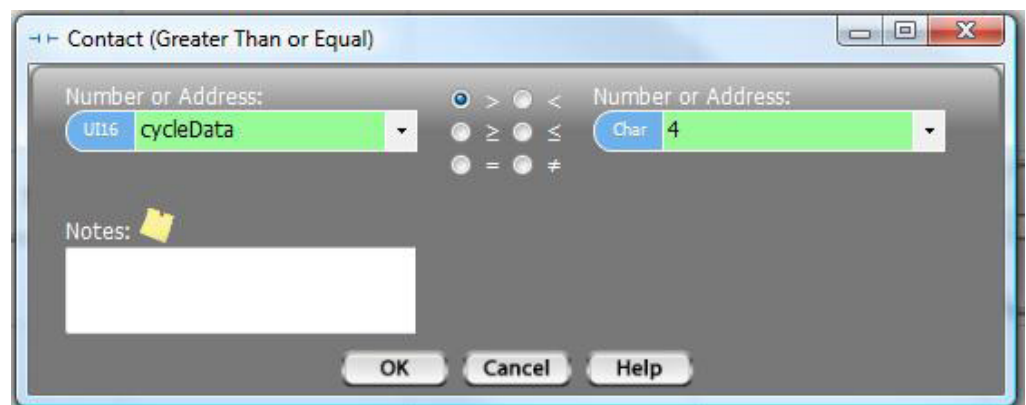 Contact (Greater Than or Equal)
Number or Address: > < Number or Address:
UI16 cycleData ≥ ≤ Char 4
= ≠
Notes:
OK Cancel Help